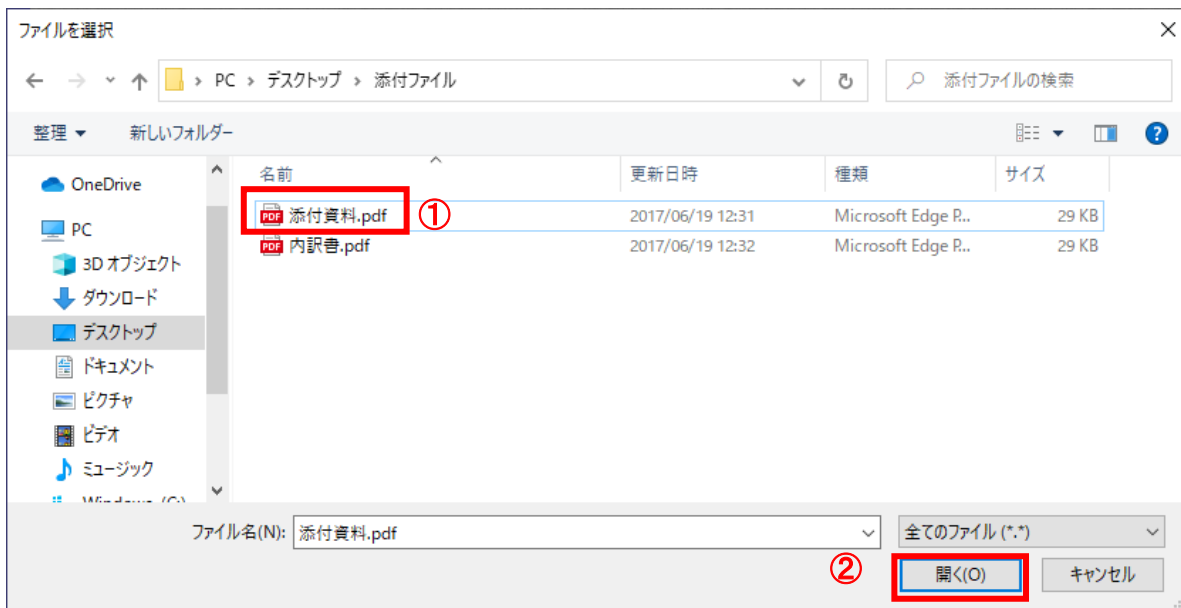 ファイルを選択
PC › デスクトップ › 添付ファイル
添付ファイルの検索
整理
新しいフォルダー
OneDrive
PC
3D オブジェクト
ダウンロード
デスクトップ
ドキュメント
ピクチャ
ビデオ
ミュージック
名前 更新日時 種類 サイズ
PDF 添付資料.pdf ① 2017/06/19 12:31 Microsoft Edge P... 29 KB
PDF 内訳書.pdf 2017/06/19 12:32 Microsoft Edge P... 29 KB
ファイル名(N): 添付資料.pdf 全てのファイル (*.*)
② 開く(O) キャンセル